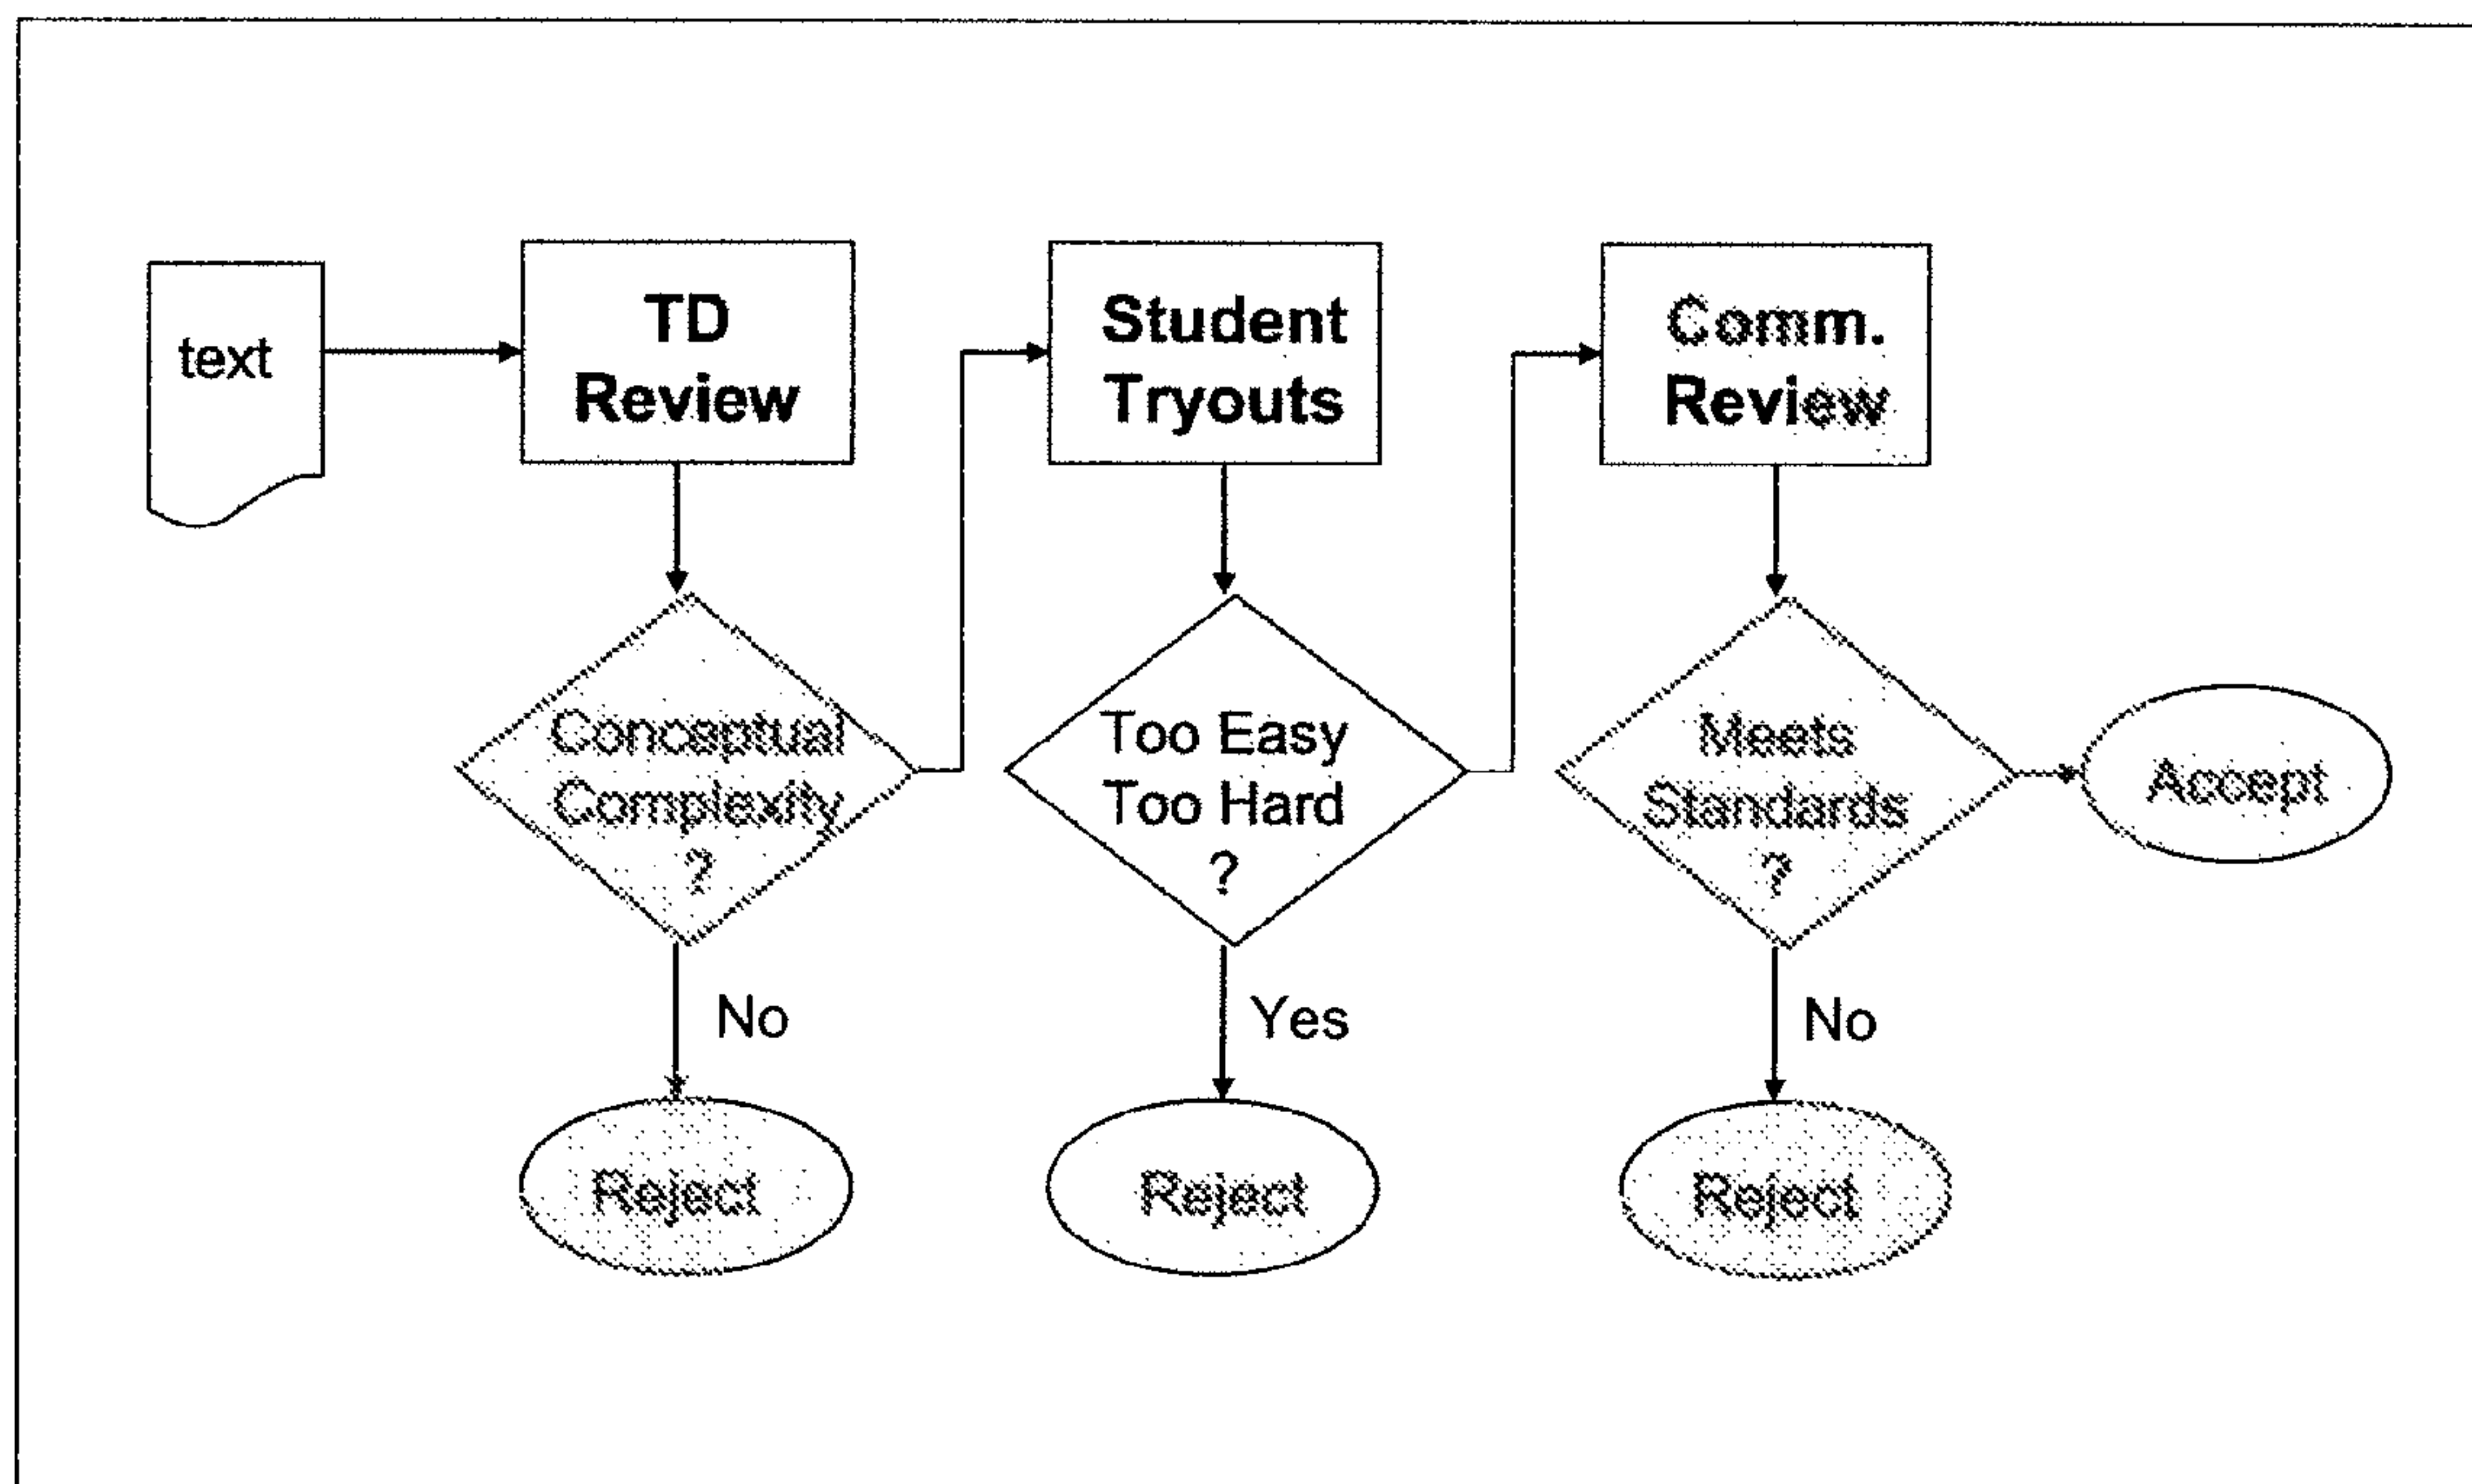 text
TD
Review
Student
Tryouts
Comm.
Review
Conceptual
Complexity
?
Too Easy
Too Hard
?
Meets
Standards
?
Accept
No
Yes
No
Reject
Reject
Reject